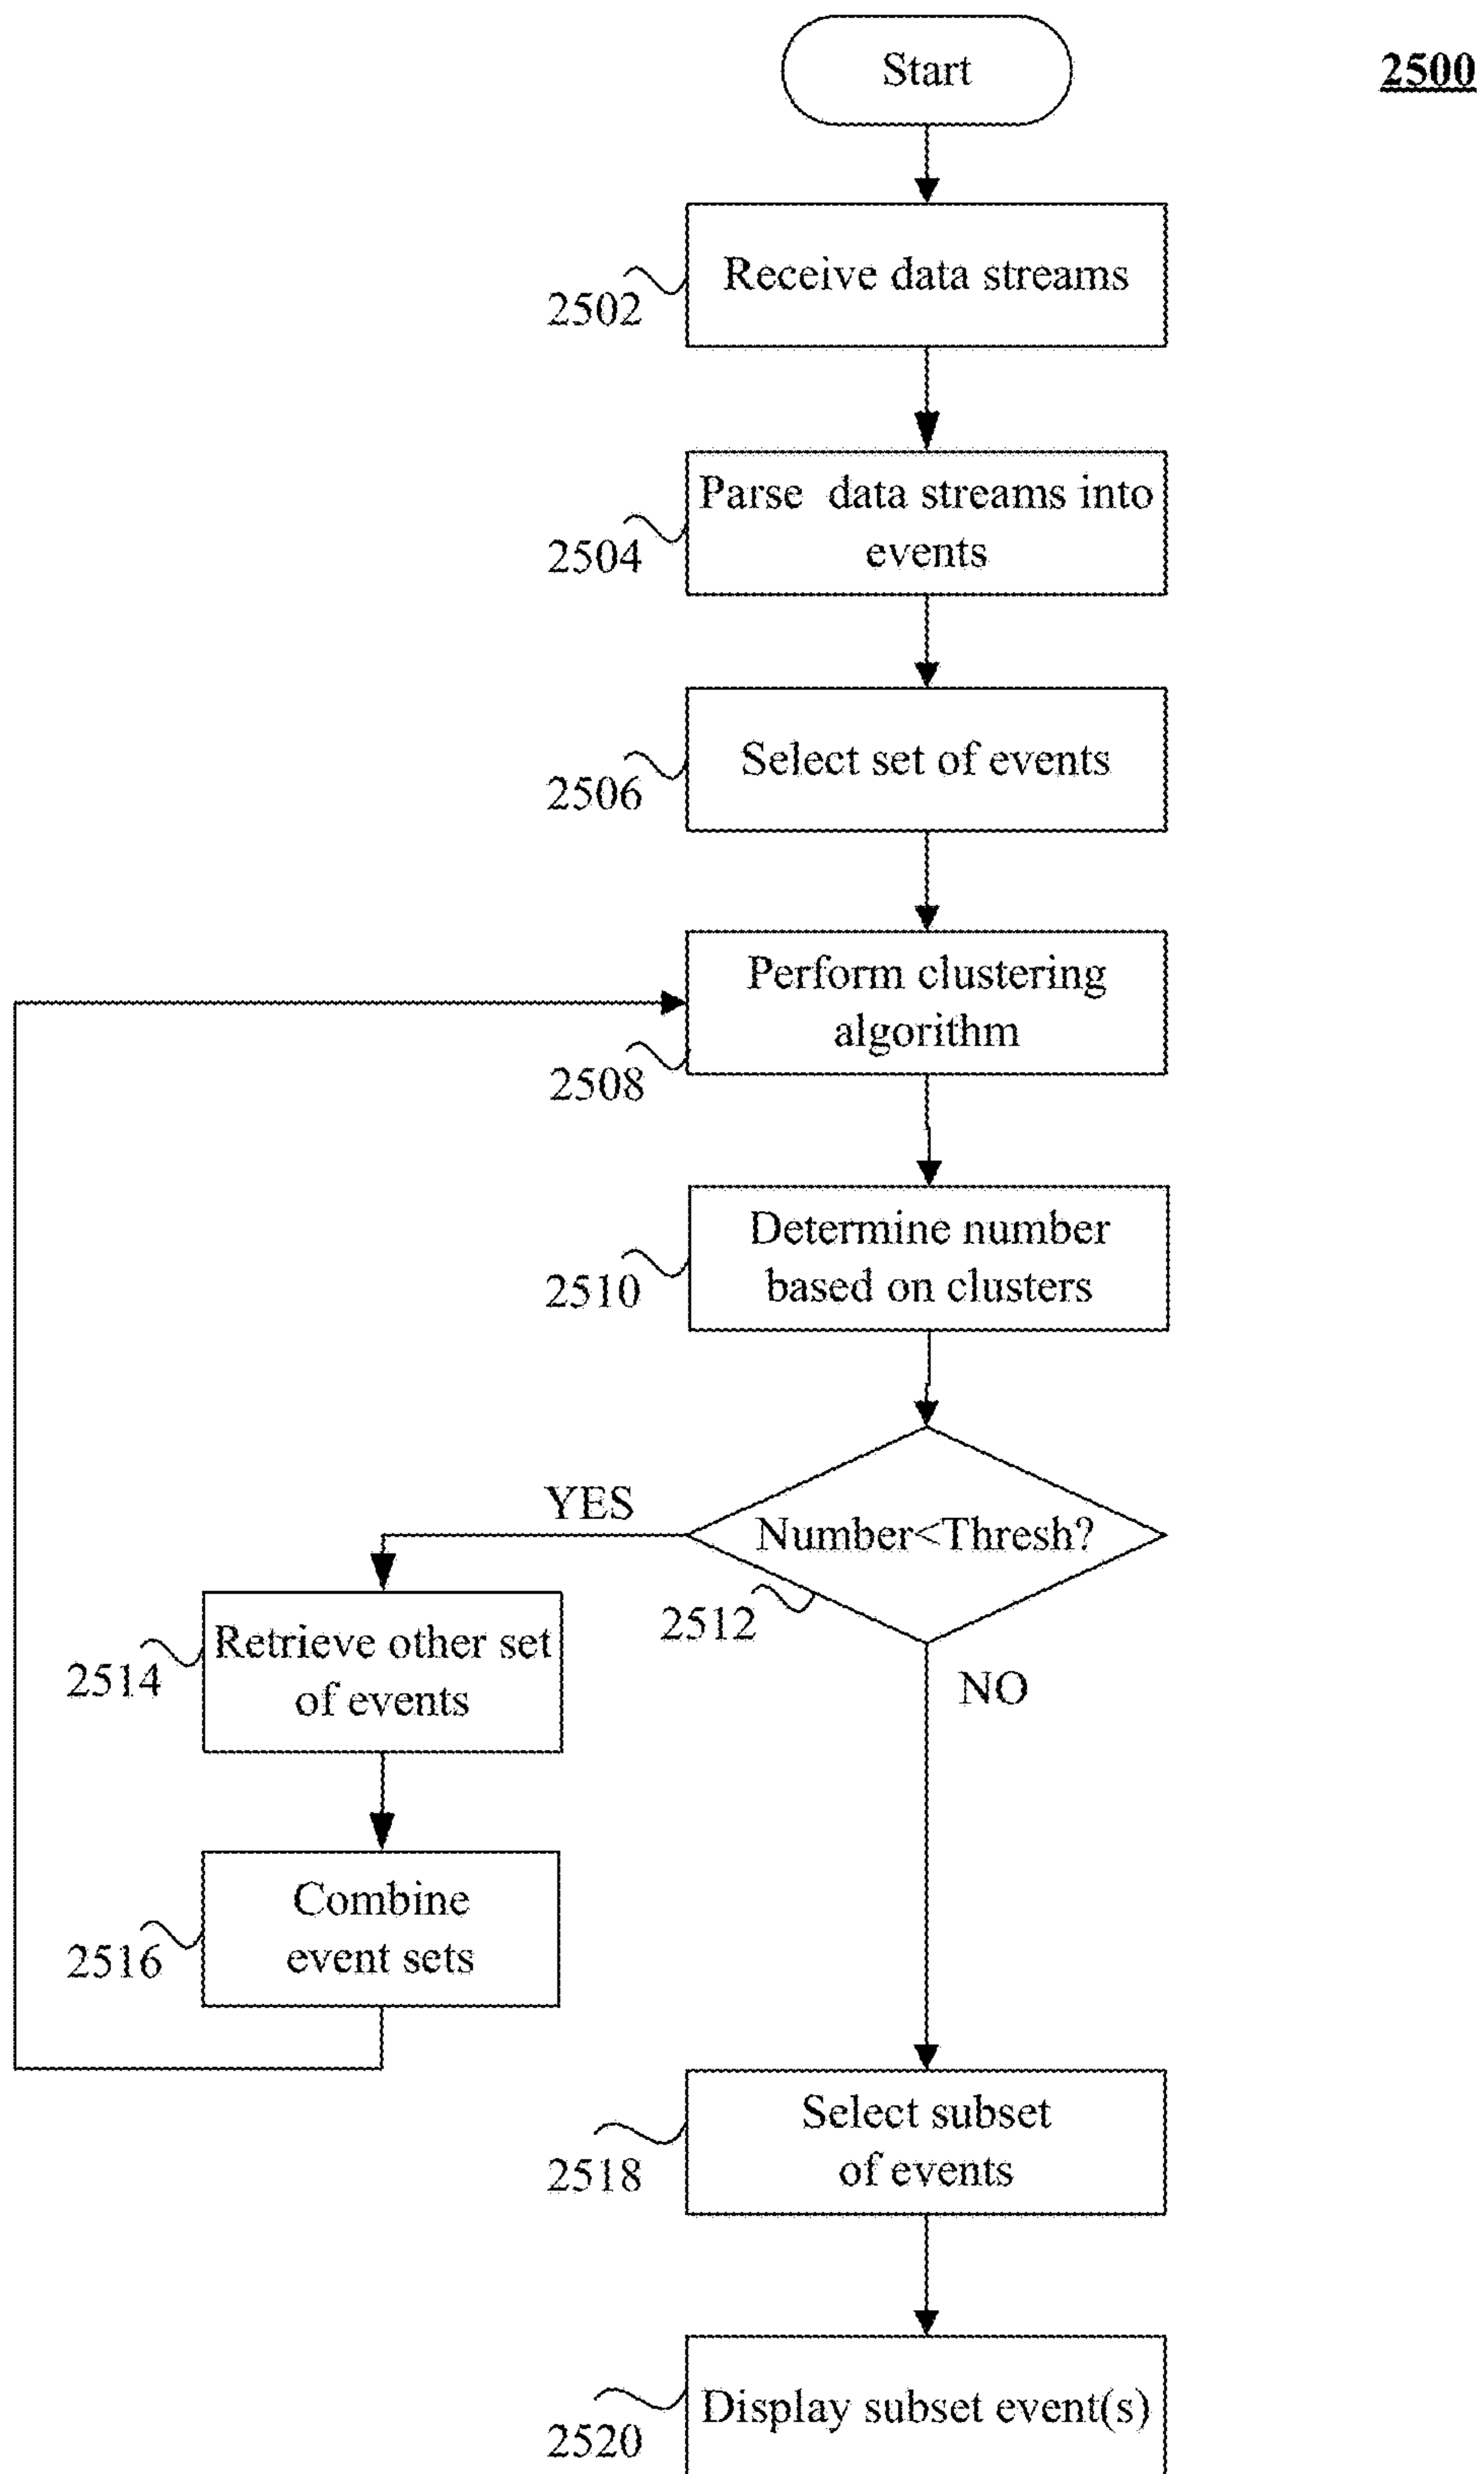 Start
2500
Receive data streams
2502
Parse data streams into
events
2504
Select set of events
2506
Perform clustering
algorithm
2508
Determine number
based on clusters
2510
YES
Number<Thresh?
2512
NO
Retrieve other set
of events
2514
Combine
event sets
2516
Select subset
of events
2518
Display subset event(s)
2520